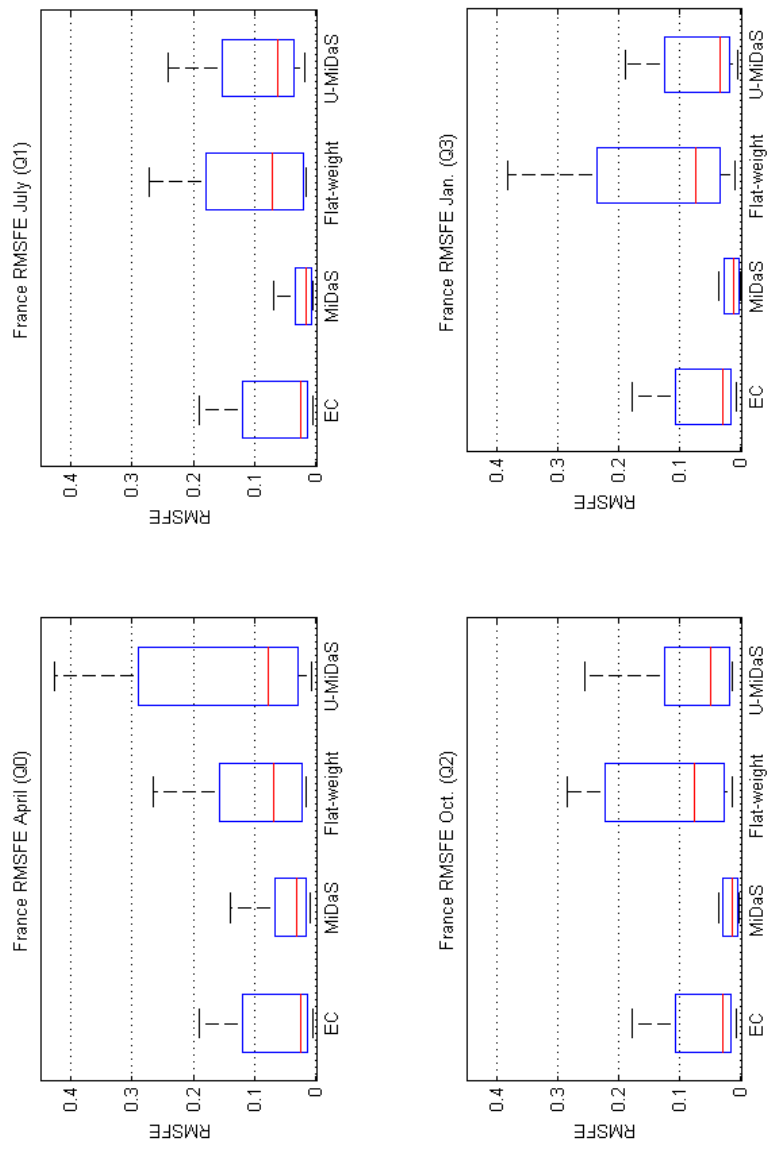 France RMSFE April (Q0)
0.4
0.3
0.2
0.1
0
RMSFE
EC
MiDaS
Flat-weight
U-MiDaS
France RMSFE July (Q1)
0.4
0.3
0.2
0.1
0
RMSFE
EC
MiDaS
Flat-weight
U-MiDaS
France RMSFE Oct. (Q2)
0.4
0.3
0.2
0.1
0
RMSFE
EC
MiDaS
Flat-weight
U-MiDaS
France RMSFE Jan. (Q3)
0.4
0.3
0.2
0.1
0
RMSFE
EC
MiDaS
Flat-weight
U-MiDaS